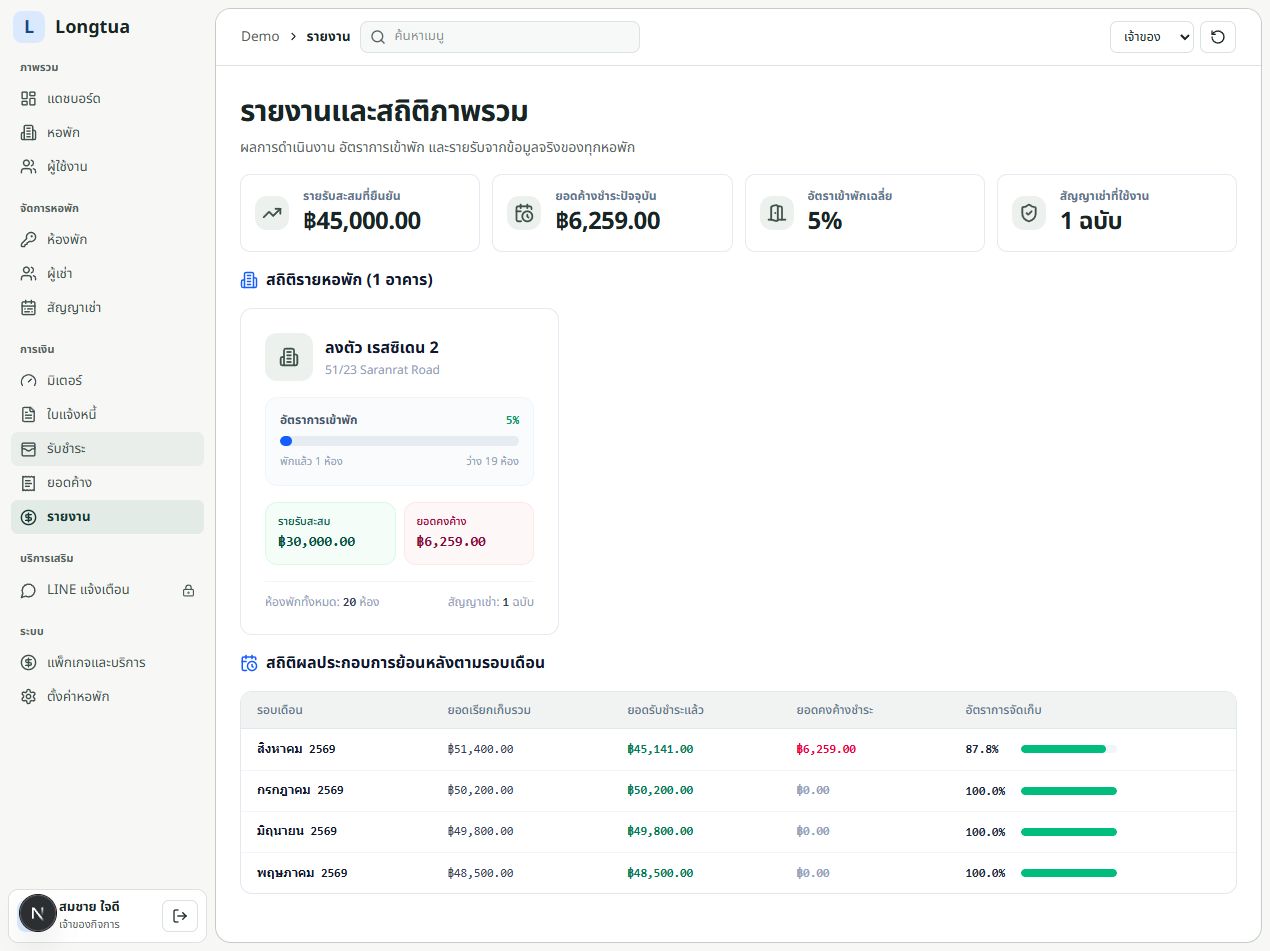 L Longtua
ภาพรวม
แดชบอร์ด
หอพัก
ผู้ใช้งาน
จัดการหอพัก
ห้องพัก
ผู้เช่า
สัญญาเช่า
การเงิน
มิเตอร์
ใบแจ้งหนี้
รับชำระ
ยอดค้าง
รายงาน
บริการเสริม
LINE แจ้งเตือน
ระบบ
แพ็กเกจและบริการ
ตั้งค่าหอพัก
N
สมชาย ใจดี
เจ้าของกิจการ
Demo > รายงาน
ค้นหาเมนู
เจ้าของ
รายงานและสถิติภาพรวม
ผลการดำเนินงาน อัตราการเข้าพัก และรายรับจากข้อมูลจริงของทุกหอพัก
รายรับสะสมที่ยืนยัน
฿45,000.00
ยอดค้างชำระปัจจุบัน
฿6,259.00
อัตราเข้าพักเฉลี่ย
5%
สัญญาเช่าที่ใช้งาน
1 ฉบับ
สถิติรายหอพัก (1 อาคาร)
ลงตัว เรสซิเดน 2
51/23 Saranrat Road
อัตราการเข้าพัก 5%
พักแล้ว 1 ห้อง ว่าง 19 ห้อง
รายรับสะสม
฿30,000.00
ยอดคงค้าง
฿6,259.00
ห้องพักทั้งหมด: 20 ห้อง สัญญาเช่า: 1 ฉบับ
สถิติผลประกอบการย้อนหลังตามรอบเดือน
รอบเดือน ยอดเรียกเก็บรวม ยอดรับชำระแล้ว ยอดคงค้างชำระ อัตราการจัดเก็บ
สิงหาคม 2569 ฿51,400.00 ฿45,141.00 ฿6,259.00 87.8%
กรกฎาคม 2569 ฿50,200.00 ฿50,200.00 ฿0.00 100.0%
มิถุนายน 2569 ฿49,800.00 ฿49,800.00 ฿0.00 100.0%
พฤษภาคม 2569 ฿48,500.00 ฿48,500.00 ฿0.00 100.0%